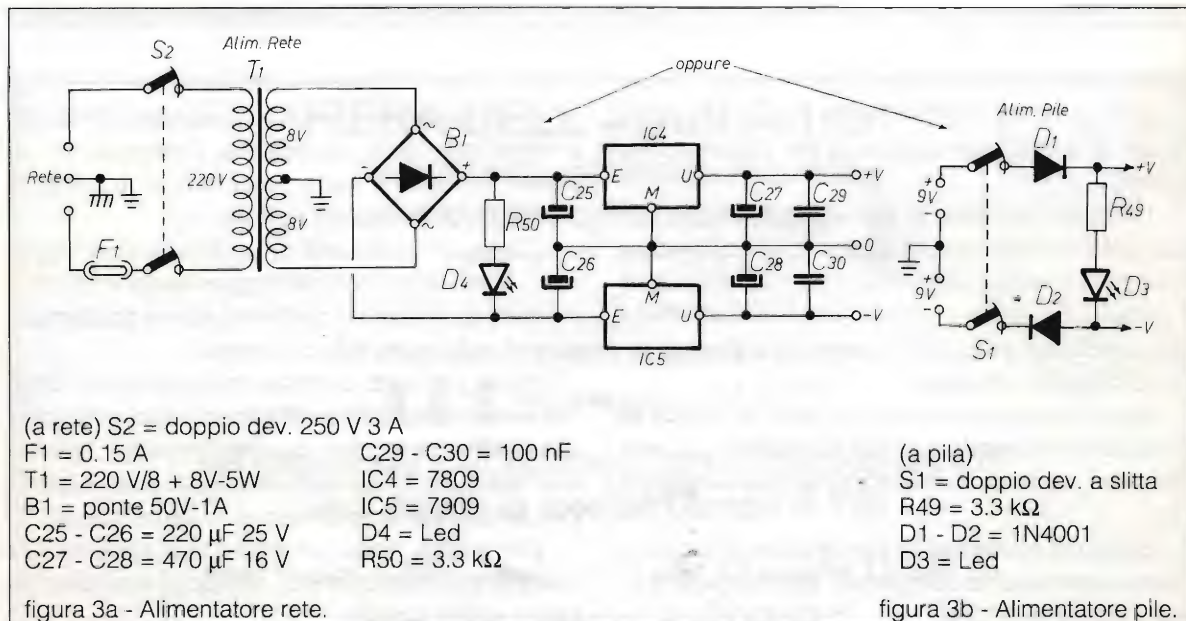 S2
Alim. Rete
T1
Rete
220 V
8V
8V
F1
B1
~
-
+
~
R50
D4
C25
C26
IC4
E
U
M
M
E
U
IC5
C27
C28
C29
C30
+V
0
-V
oppure
Alim. Pile
D1
+
9V
-
+
9V
-
S1
D2
+V
R49
D3
-V
(a rete) S2 = doppio dev. 250 V 3 A
F1 = 0.15 A
T1 = 220 V/8 + 8V-5W
B1 = ponte 50V-1A
C25 - C26 = 220 µF 25 V
C27 - C28 = 470 µF 16 V
C29 - C30 = 100 nF
IC4 = 7809
IC5 = 7909
D4 = Led
R50 = 3.3 kΩ
(a pila)
S1 = doppio dev. a slitta
R49 = 3.3 kΩ
D1 - D2 = 1N4001
D3 = Led
figura 3a - Alimentatore rete.
figura 3b - Alimentatore pile.